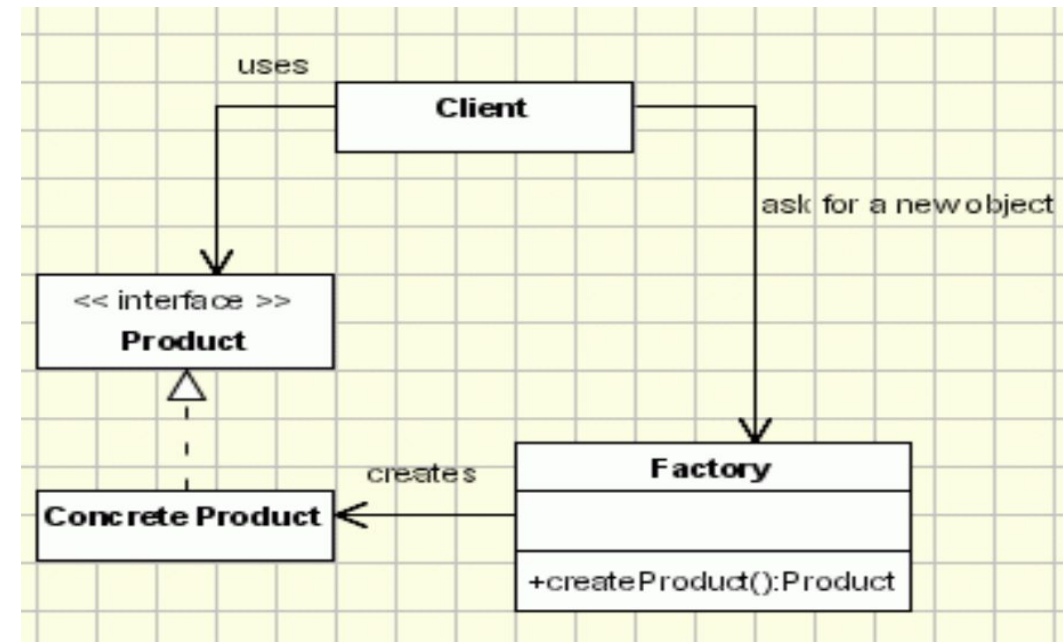 uses
Client
ask for a new object
<< interface >>
Product
creates
Factory
Concrete Product
+createProduct():Product